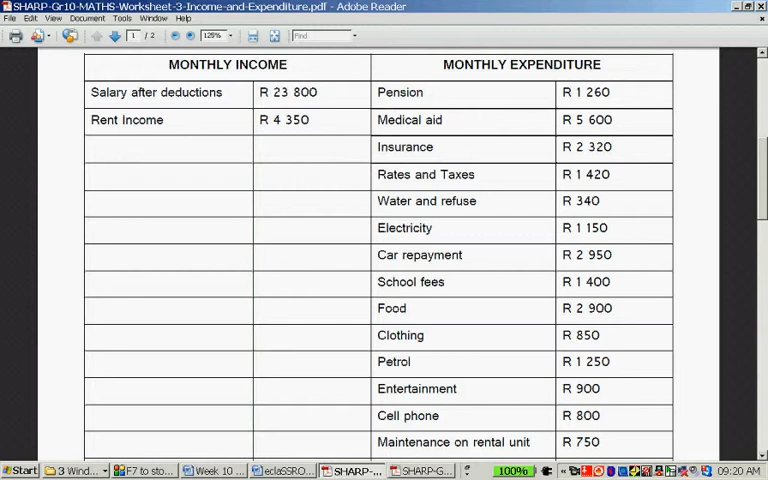 SHARP-Gr10-MATHS-Worksheet-3-Income-and-Expenditure.pdf - Adobe Reader
File Edit View Document Tools Window Help
1 / 2 129% Find
MONTHLY INCOME MONTHLY EXPENDITURE
Salary after deductions R 23 800 Pension R 1 260
Rent Income R 4 350 Medical aid R 5 600
Insurance R 2 320
Rates and Taxes R 1 420
Water and refuse R 340
Electricity R 1 150
Car repayment R 2 950
School fees R 1 400
Food R 2 900
Clothing R 850
Petrol R 1 250
Entertainment R 900
Cell phone R 800
Maintenance on rental unit R 750
Start 3 Wind... F7 to sto... Week 10 ... eclaSSRO... SHARP-... SHARP-G... 100% « 09:20 AM